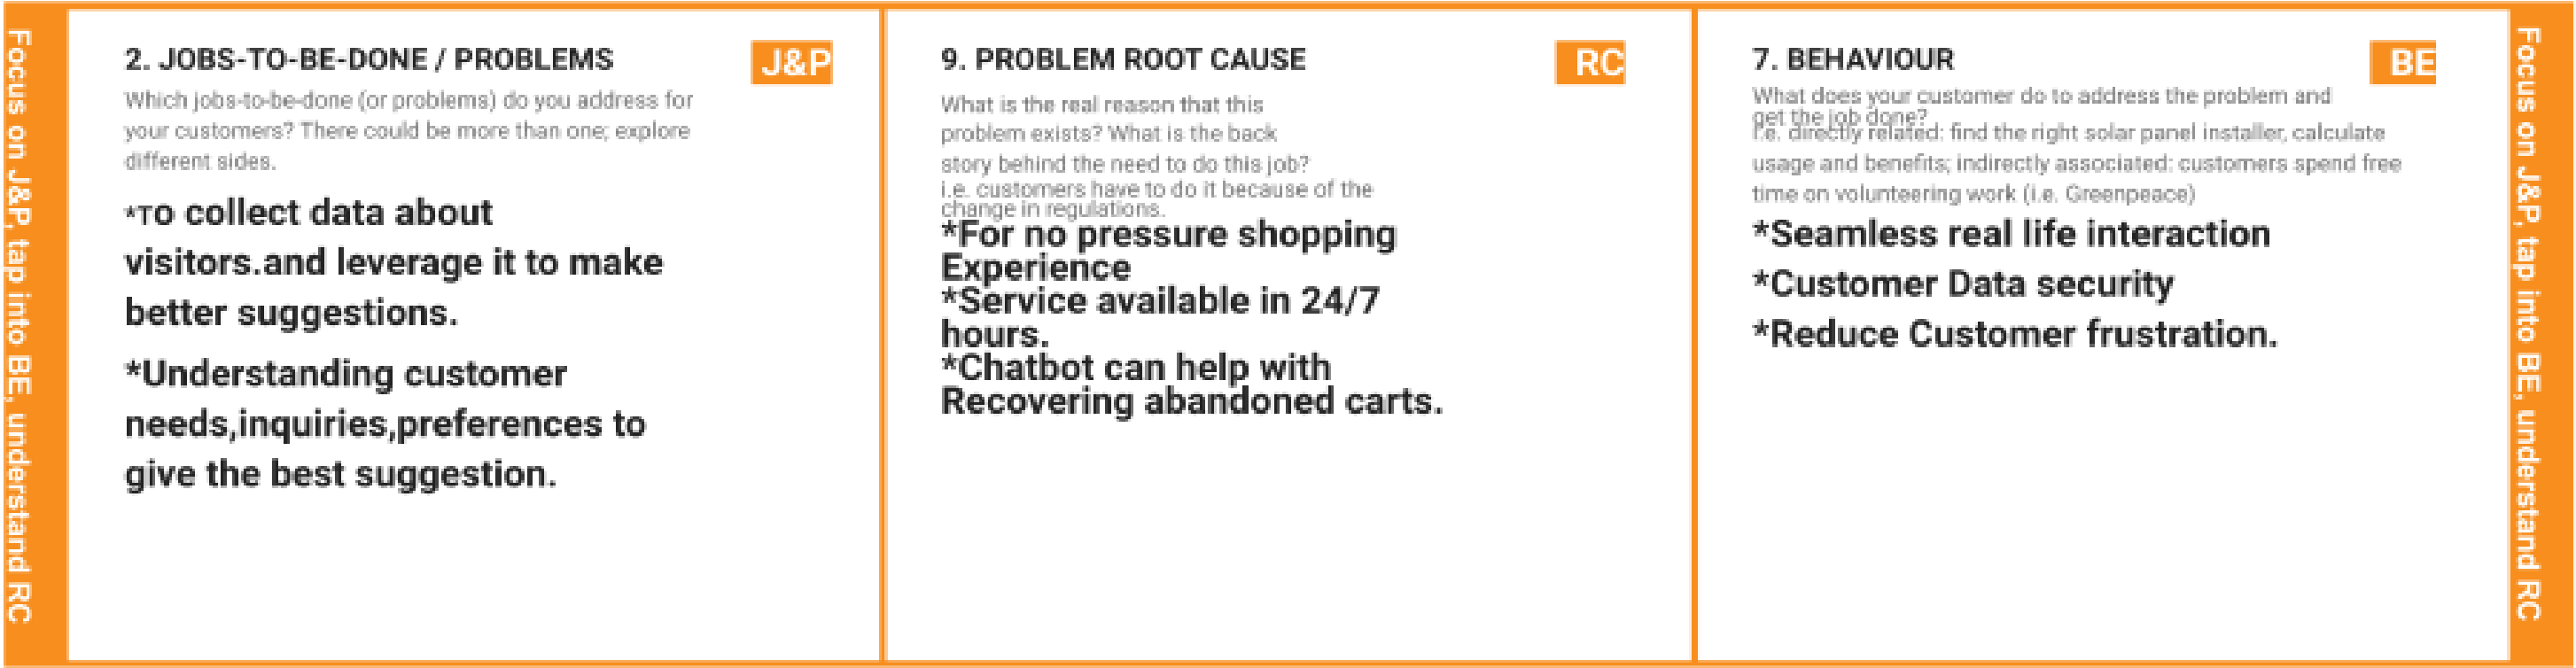 Focus on J&P, tap into BE, understand RC
2. JOBS-TO-BE-DONE / PROBLEMS
J&P
Which jobs-to-be-done (or problems) do you address for
your customers? There could be more than one; explore
different sides.
*To collect data about
visitors.and leverage it to make
better suggestions.
*Understanding customer
needs,inquiries,preferences to
give the best suggestion.
9. PROBLEM ROOT CAUSE
RC
What is the real reason that this
problem exists? What is the back
story behind the need to do this job?
i.e. customers have to do it because of the
change in regulations.
*For no pressure shopping
Experience
*Service available in 24/7
hours.
*Chatbot can help with
Recovering abandoned carts.
7. BEHAVIOUR
BE
What does your customer do to address the problem and
get the job done?
i.e. directly related: find the right solar panel installer, calculate
usage and benefits; indirectly associated: customers spend free
time on volunteering work (i.e. Greenpeace)
*Seamless real life interaction
*Customer Data security
*Reduce Customer frustration.
Focus on J&P, tap into BE, understand RC